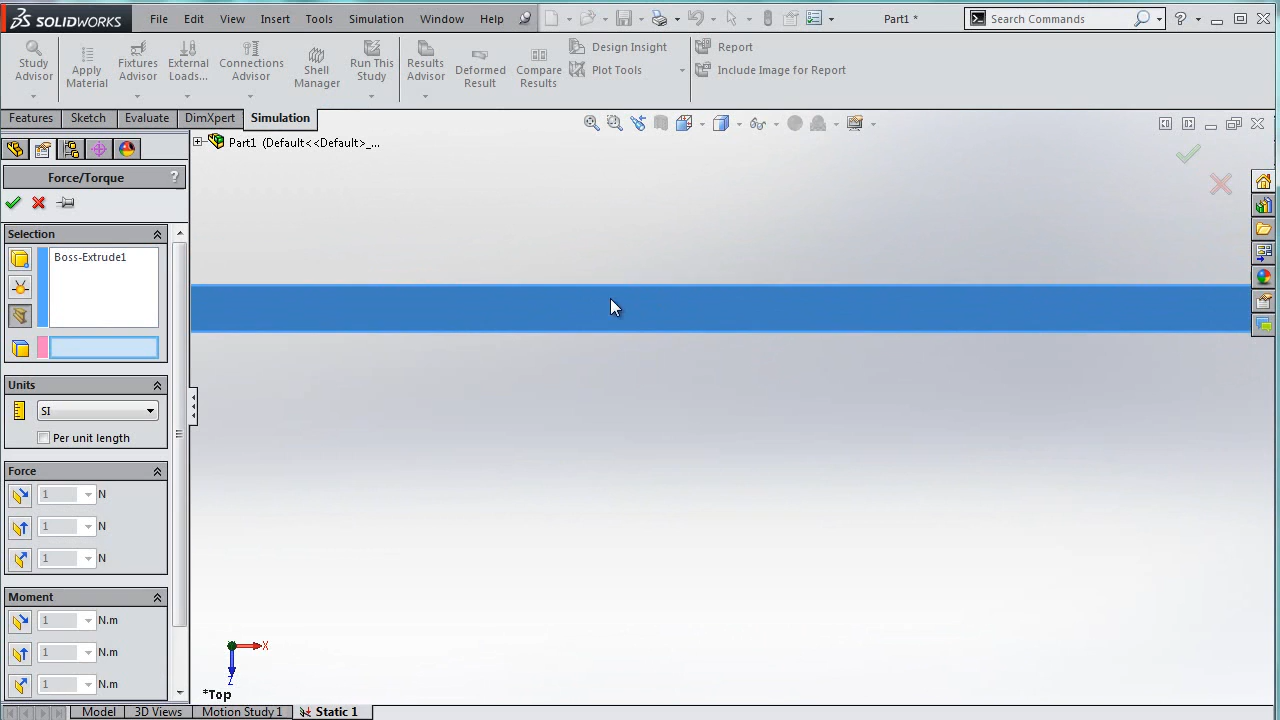 SOLIDWORKS File Edit View Insert Tools Simulation Window Help Part1 * Search Commands
Study Advisor
Apply Material
Fixtures Advisor
External Loads...
Connections Advisor
Shell Manager
Run This Study
Results Advisor
Deformed Result
Compare Results
Design Insight
Plot Tools
Report
Include Image for Report
Features Sketch Evaluate DimXpert Simulation
Part1 (Default<<Default>_...
Force/Torque ?
Selection
Boss-Extrude1
Units
SI
Per unit length
Force
1 N
1 N
1 N
Moment
1 N.m
1 N.m
1 N.m
X
Z
*Top
Model 3D Views Motion Study 1 Static 1